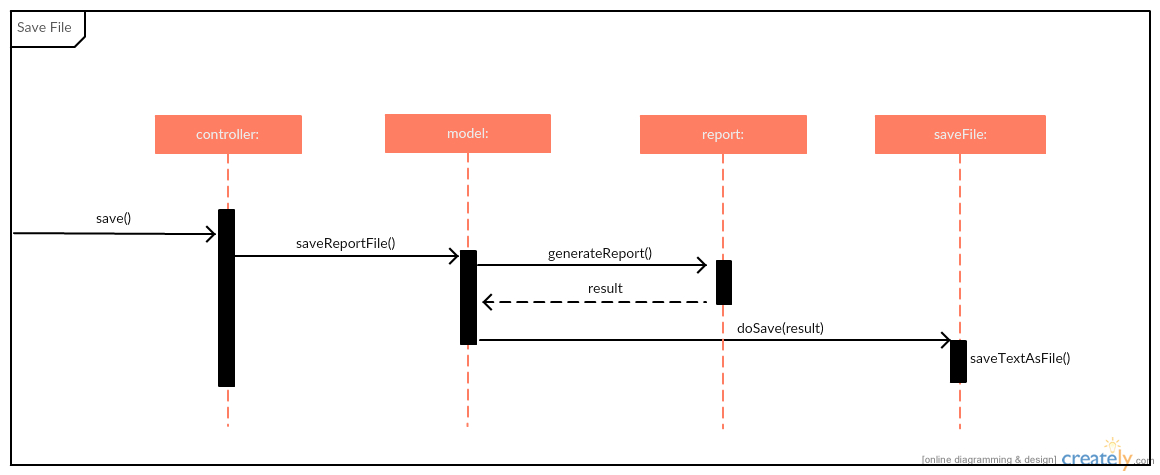 Save File
controller:
model:
report:
saveFile:
save()
saveReportFile()
generateReport()
result
doSave(result)
saveTextAsFile()
[online diagramming & design] creately.com